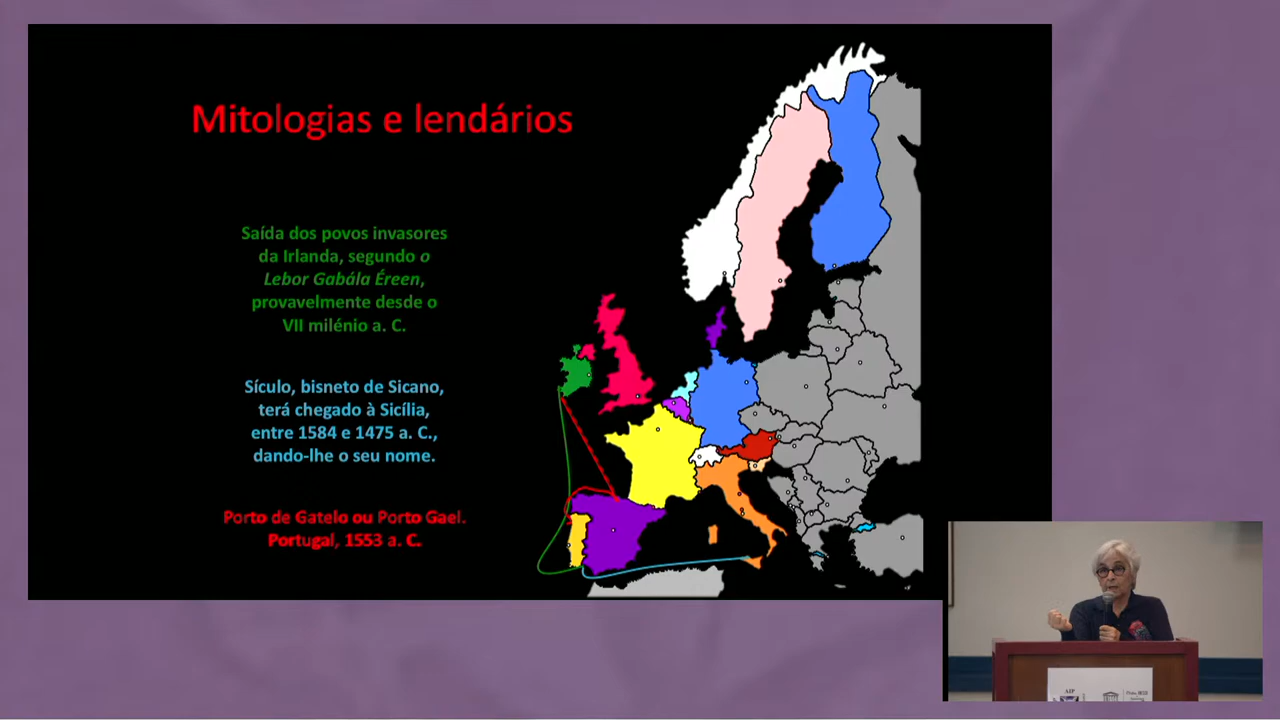 Mitologias e lendários
Saída dos povos invasores
da Irlanda, segundo o
Lebor Gabála Éreen,
provavelmente desde o
VII milénio a. C.
Sículo, bisneto de Sicano,
terá chegado à Sicília,
entre 1584 e 1475 a. C.,
dando-lhe o seu nome.
Porto de Gatelo ou Porto Gael.
Portugal, 1553 a. C.
AIP